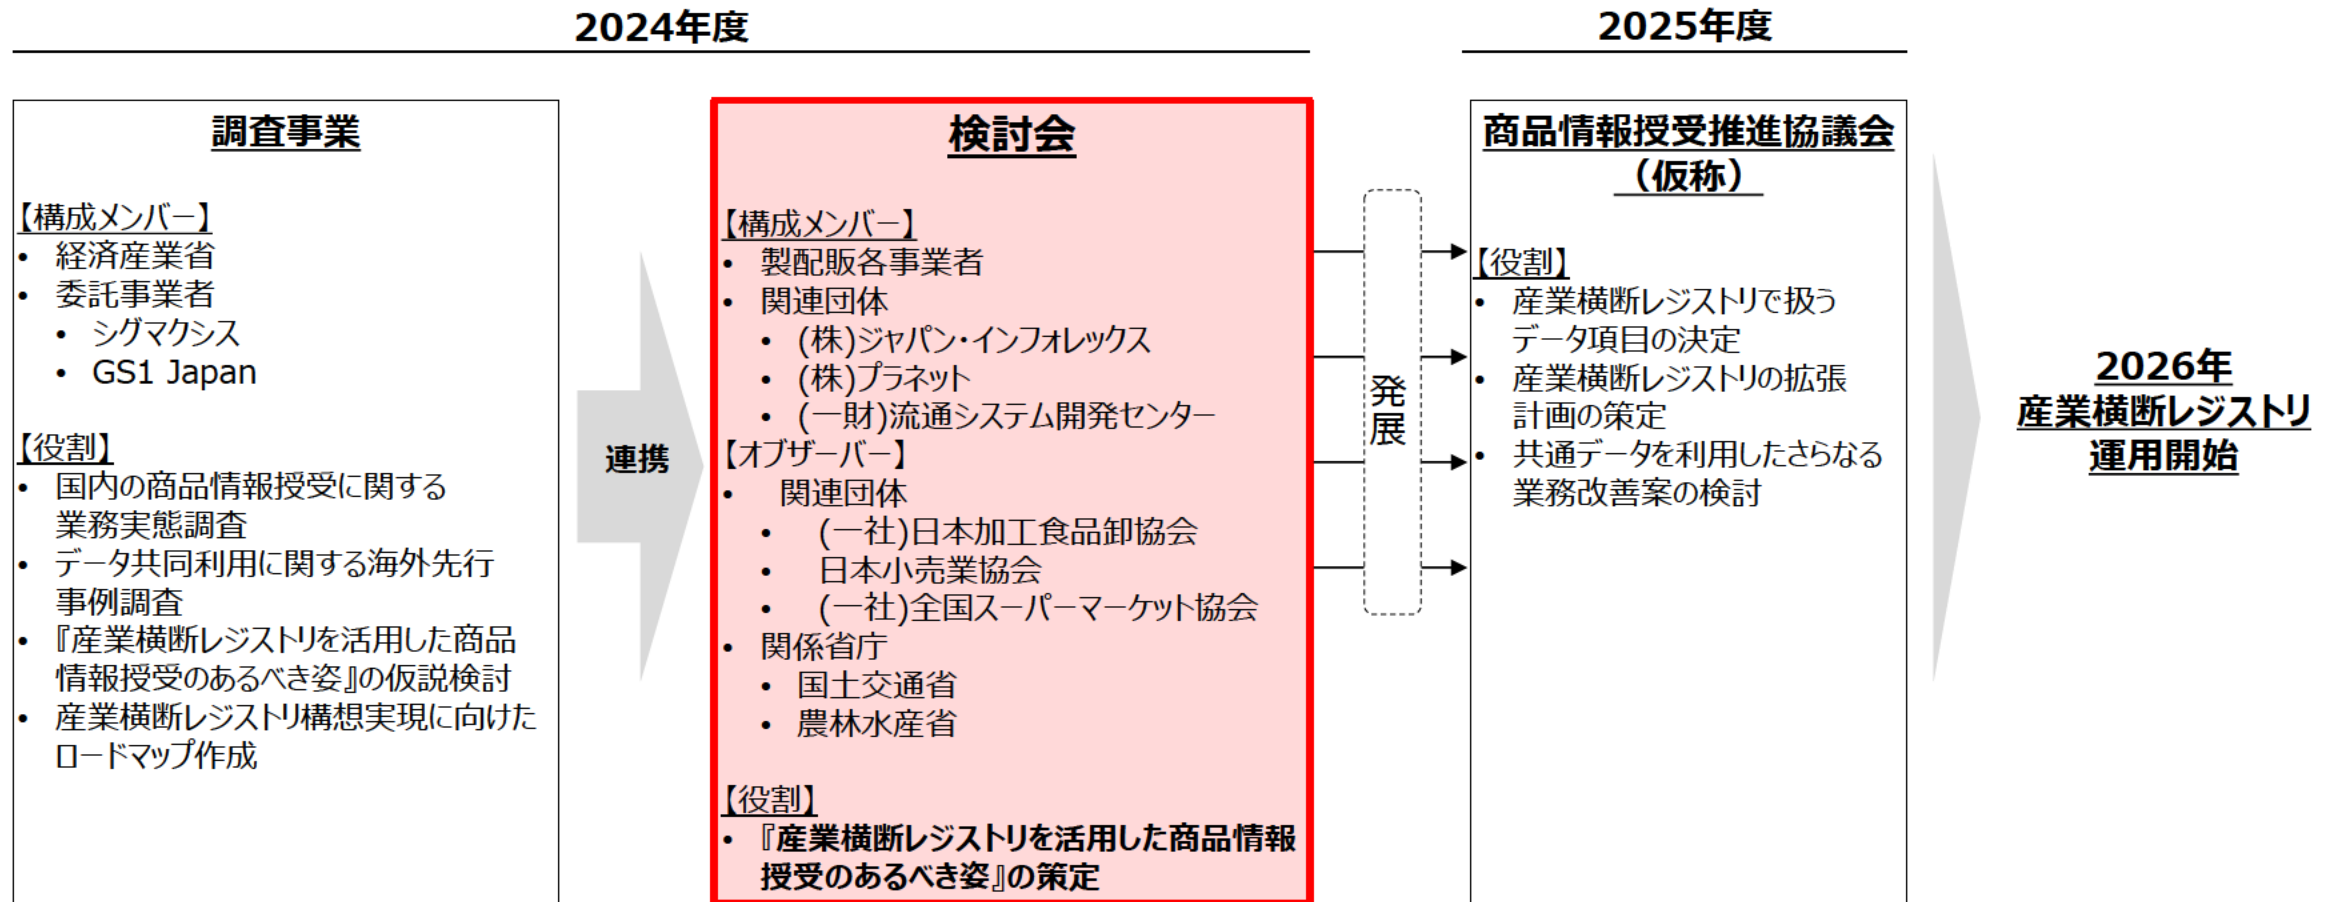 2024年度
2025年度
調査事業
【構成メンバー】
• 経済産業省
• 委託事業者
• シグマクシス
• GS1 Japan
【役割】
• 国内の商品情報授受に関する
業務実態調査
• データ共同利用に関する海外先行
事例調査
• 『産業横断レジストリを活用した商品
情報授受のあるべき姿』の仮説検討
• 産業横断レジストリ構想実現に向けた
ロードマップ作成
連携
検討会
【構成メンバー】
• 製配販各事業者
• 関連団体
• (株)ジャパン・インフォレックス
• (株)プラネット
• (一財)流通システム開発センター
【オブザーバー】
• 関連団体
• (一社)日本加工食品卸協会
• 日本小売業協会
• (一社)全国スーパーマーケット協会
• 関係省庁
• 国土交通省
• 農林水産省
【役割】
• 『産業横断レジストリを活用した商品情報
授受のあるべき姿』の策定
発展
商品情報授受推進協議会
（仮称）
【役割】
• 産業横断レジストリで扱う
データ項目の決定
• 産業横断レジストリの拡張
計画の策定
• 共通データを利用したさらなる
業務改善案の検討
2026年
産業横断レジストリ
運用開始